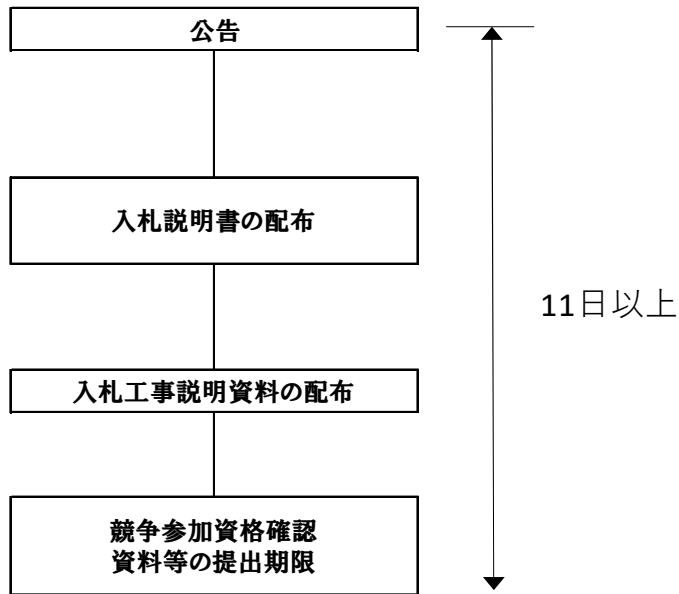 公告
入札説明書の配布
11日以上
入札工事説明資料の配布
競争参加資格確認
資料等の提出期限